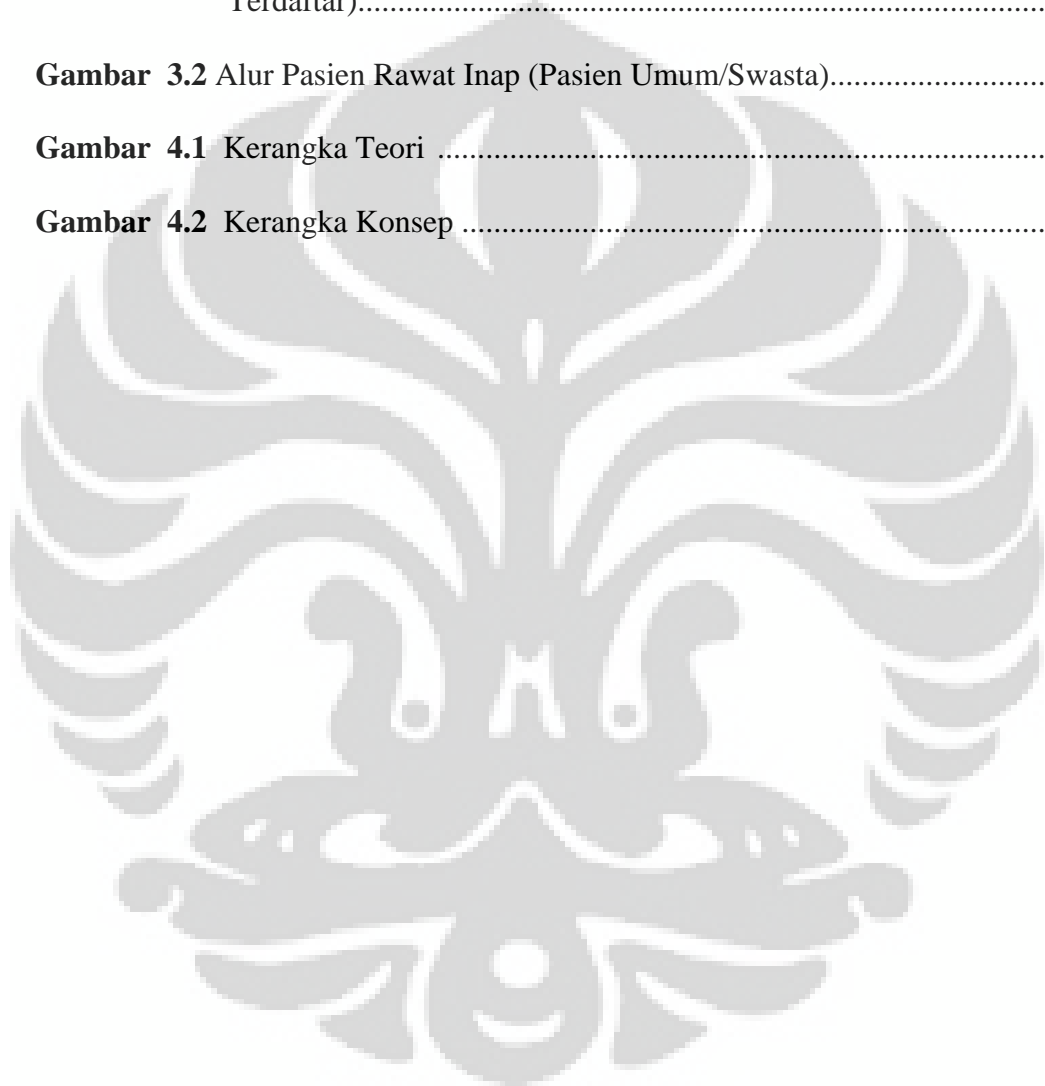 Terdaftar)..........................................................................................
Gambar 3.2 Alur Pasien Rawat Inap (Pasien Umum/Swasta)...........................
Gambar 4.1 Kerangka Teori .............................................................................
Gambar 4.2 Kerangka Konsep ..........................................................................